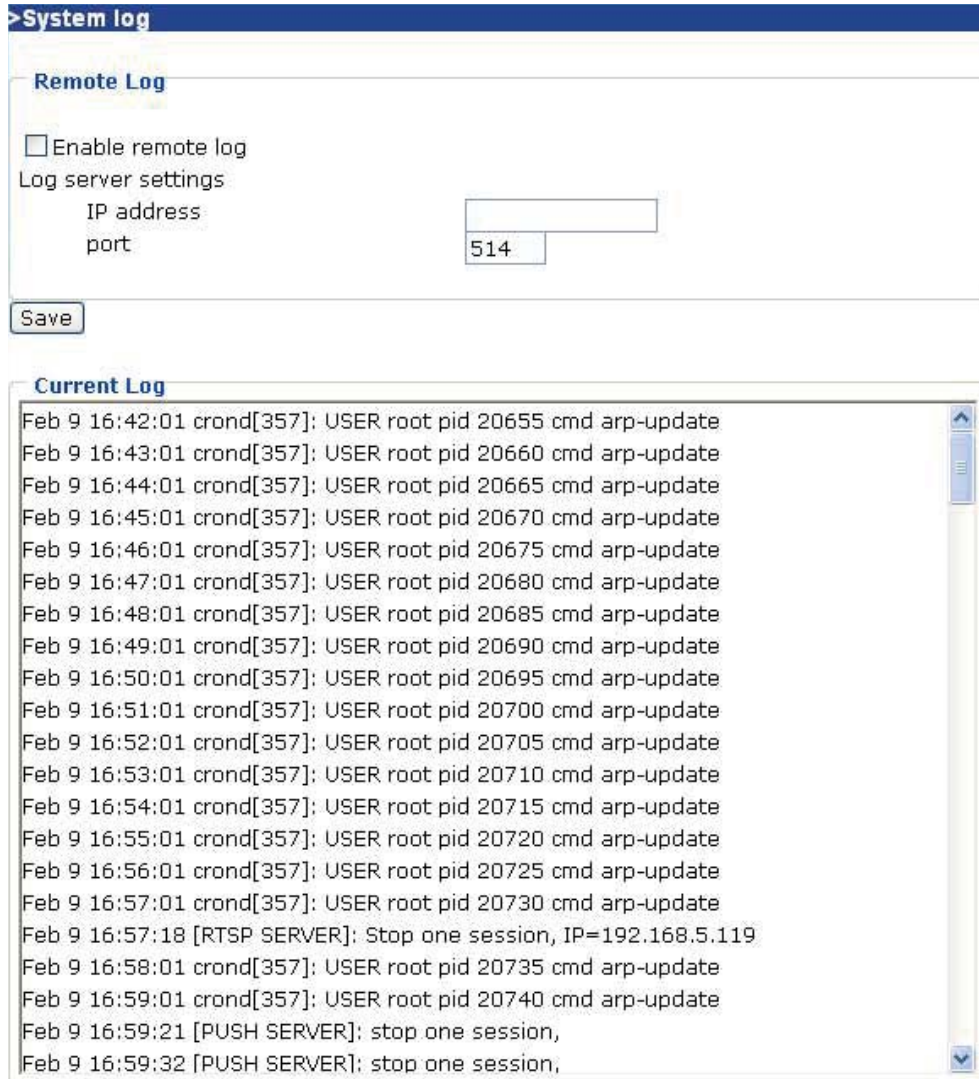 >System log
Remote Log
Enable remote log
Log server settings
IP address
port
514
Save
Current Log
Feb 9 16:42:01 crond[357]: USER root pid 20655 cmd arp-update
Feb 9 16:43:01 crond[357]: USER root pid 20660 cmd arp-update
Feb 9 16:44:01 crond[357]: USER root pid 20665 cmd arp-update
Feb 9 16:45:01 crond[357]: USER root pid 20670 cmd arp-update
Feb 9 16:46:01 crond[357]: USER root pid 20675 cmd arp-update
Feb 9 16:47:01 crond[357]: USER root pid 20680 cmd arp-update
Feb 9 16:48:01 crond[357]: USER root pid 20685 cmd arp-update
Feb 9 16:49:01 crond[357]: USER root pid 20690 cmd arp-update
Feb 9 16:50:01 crond[357]: USER root pid 20695 cmd arp-update
Feb 9 16:51:01 crond[357]: USER root pid 20700 cmd arp-update
Feb 9 16:52:01 crond[357]: USER root pid 20705 cmd arp-update
Feb 9 16:53:01 crond[357]: USER root pid 20710 cmd arp-update
Feb 9 16:54:01 crond[357]: USER root pid 20715 cmd arp-update
Feb 9 16:55:01 crond[357]: USER root pid 20720 cmd arp-update
Feb 9 16:56:01 crond[357]: USER root pid 20725 cmd arp-update
Feb 9 16:57:01 crond[357]: USER root pid 20730 cmd arp-update
Feb 9 16:57:18 [RTSP SERVER]: Stop one session, IP=192.168.5.119
Feb 9 16:58:01 crond[357]: USER root pid 20735 cmd arp-update
Feb 9 16:59:01 crond[357]: USER root pid 20740 cmd arp-update
Feb 9 16:59:21 [PUSH SERVER]: stop one session,
Feb 9 16:59:32 [PUSH SERVER]: stop one session,